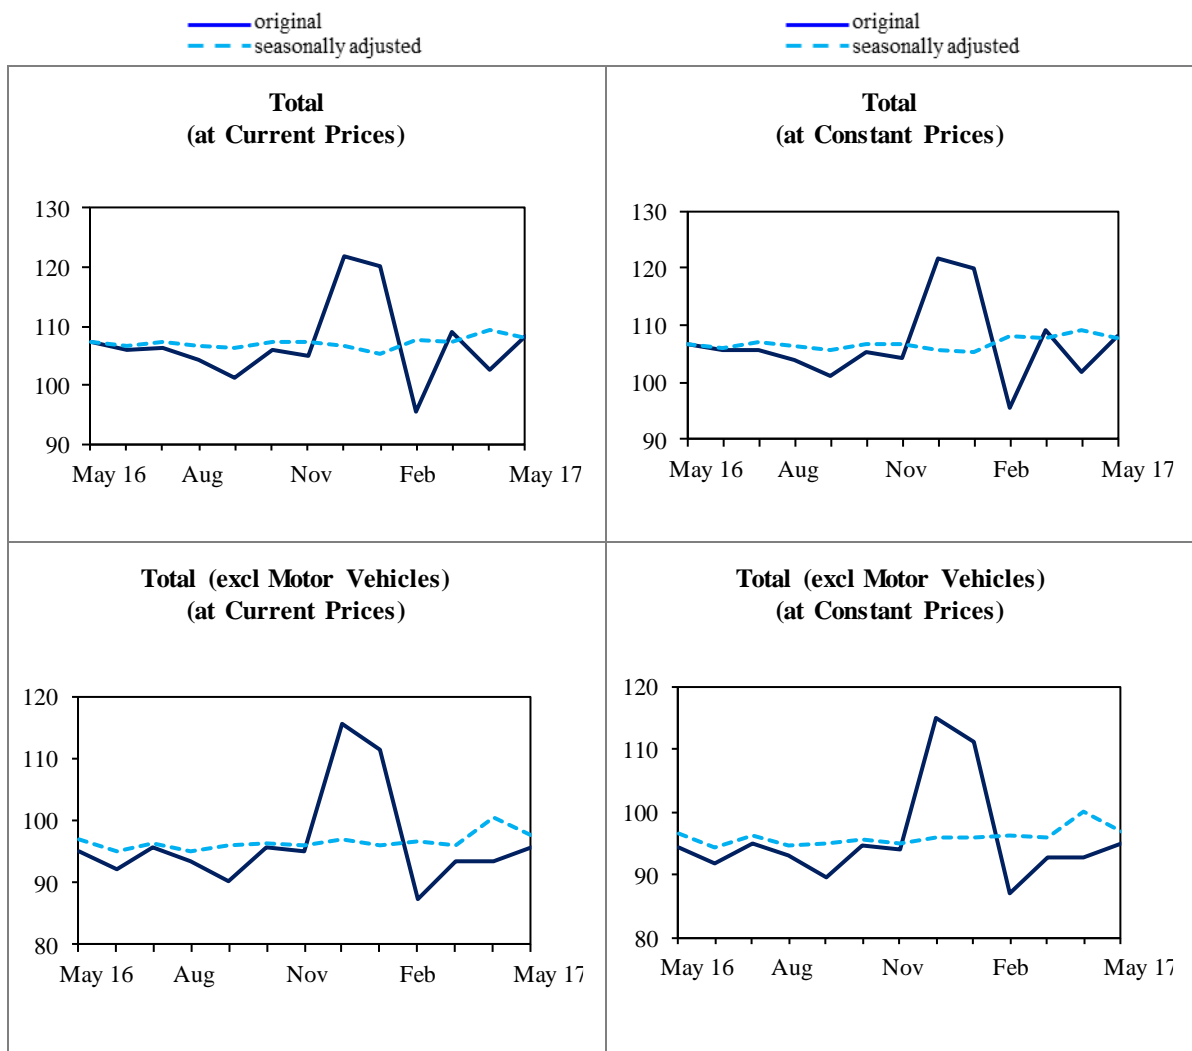 original
seasonally adjusted
original
seasonally adjusted
Total
(at Current Prices)
130
120
110
100
90
May 16 Aug Nov Feb May 17
Total
(at Constant Prices)
130
120
110
100
90
May 16 Aug Nov Feb May 17
Total (excl Motor Vehicles)
(at Current Prices)
120
110
100
90
80
May 16 Aug Nov Feb May 17
Total (excl Motor Vehicles)
(at Constant Prices)
120
110
100
90
80
May 16 Aug Nov Feb May 17